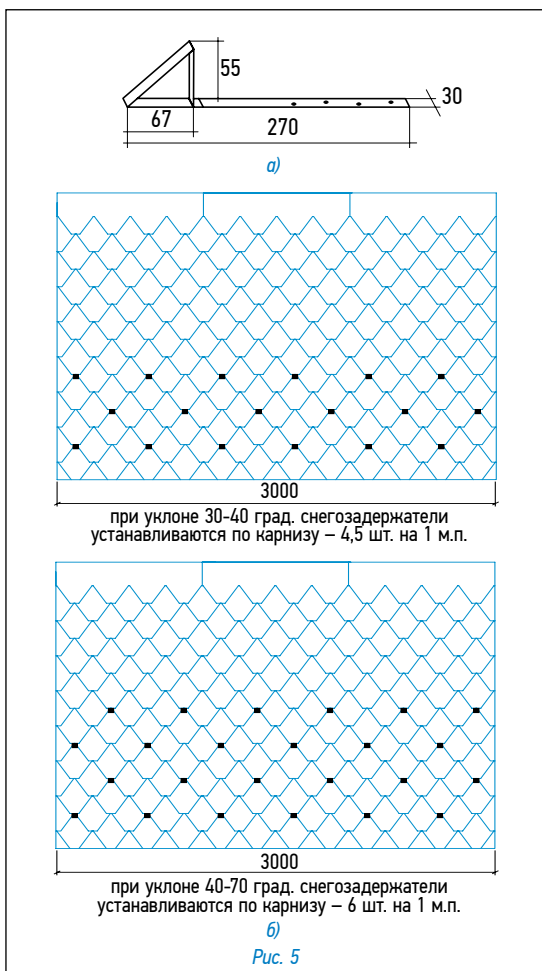 55
30
67
270
а)
3000
при уклоне 30-40 град. снегозадержатели
устанавливаются по карнизу – 4,5 шт. на 1 м.п.
3000
при уклоне 40-70 град. снегозадержатели
устанавливаются по карнизу – 6 шт. на 1 м.п.
б)
Рис. 5